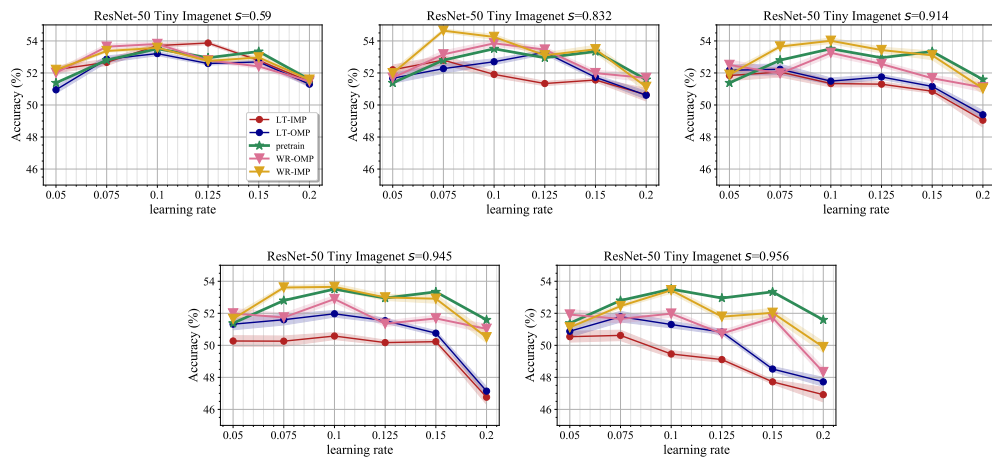 ResNet-50 Tiny Imagenet s=0.59
Accuracy (%)
54
52
50
48
46
LT-IMP
LT-OMP
pretrain
WR-OMP
WR-IMP
0.05 0.075 0.1 0.125 0.15 0.2
learning rate
ResNet-50 Tiny Imagenet s=0.832
Accuracy (%)
54
52
50
48
46
0.05 0.075 0.1 0.125 0.15 0.2
learning rate
ResNet-50 Tiny Imagenet s=0.914
Accuracy (%)
54
52
50
48
46
0.05 0.075 0.1 0.125 0.15 0.2
learning rate
ResNet-50 Tiny Imagenet s=0.945
Accuracy (%)
54
52
50
48
46
0.05 0.075 0.1 0.125 0.15 0.2
learning rate
ResNet-50 Tiny Imagenet s=0.956
Accuracy (%)
54
52
50
48
46
0.05 0.075 0.1 0.125 0.15 0.2
learning rate